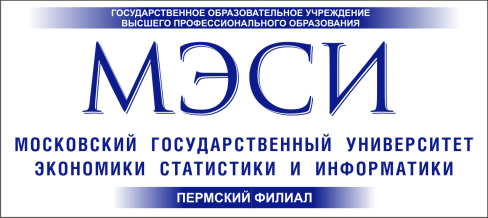 ГОСУДАРСТВЕННОЕ ОБРАЗОВАТЕЛЬНОЕ УЧРЕЖДЕНИЕ
ВЫСШЕГО ПРОФЕССИОНАЛЬНОГО ОБРАЗОВАНИЯ
МЭСИ
МОСКОВСКИЙ ГОСУДАРСТВЕННЫЙ УНИВЕРСИТЕТ
ЭКОНОМИКИ СТАТИСТИКИ И ИНФОРМАТИКИ
ПЕРМСКИЙ ФИЛИАЛ